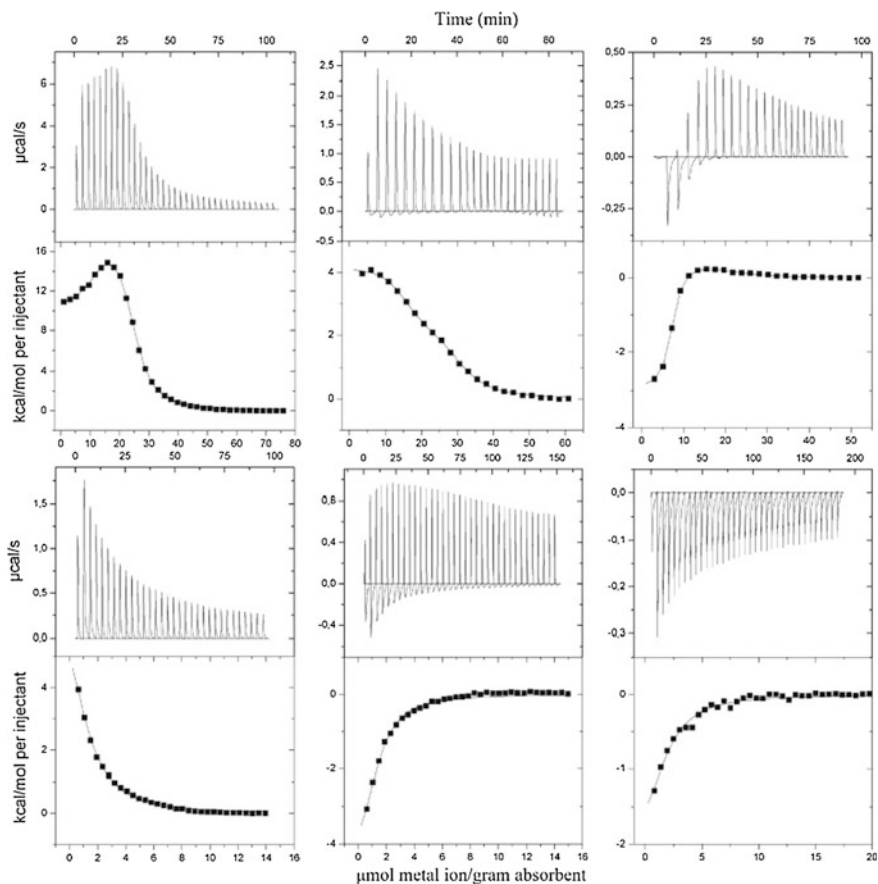 Time (min)
0 25 50 75 100
0 20 40 60 80
0 25 50 75 100
µcal/s
6
4
2
0
2.5
2.0
1.5
1.0
0.5
0.0
-0.5
0,50
0,25
0,00
-0,25
kcal/mol per injectant
16
12
8
4
0
4
2
0
0
-2
-4
0 10 20 30 40 50 60 70 80
0 10 20 30 40 50 60
0 10 20 30 40 50
0 25 50 75 100
0 25 50 75 100 125 150
0 50 100 150 200
µcal/s
1,5
1,0
0,5
0,0
0,8
0,4
0,0
-0,4
0,0
-0,1
-0,2
-0,3
kcal/mol per injectant
4
2
0
0
-2
-4
0
-1
-2
0 2 4 6 8 10 12 14 16
0 2 4 6 8 10 12 14 16
0 5 10 15 20
µmol metal ion/gram absorbent